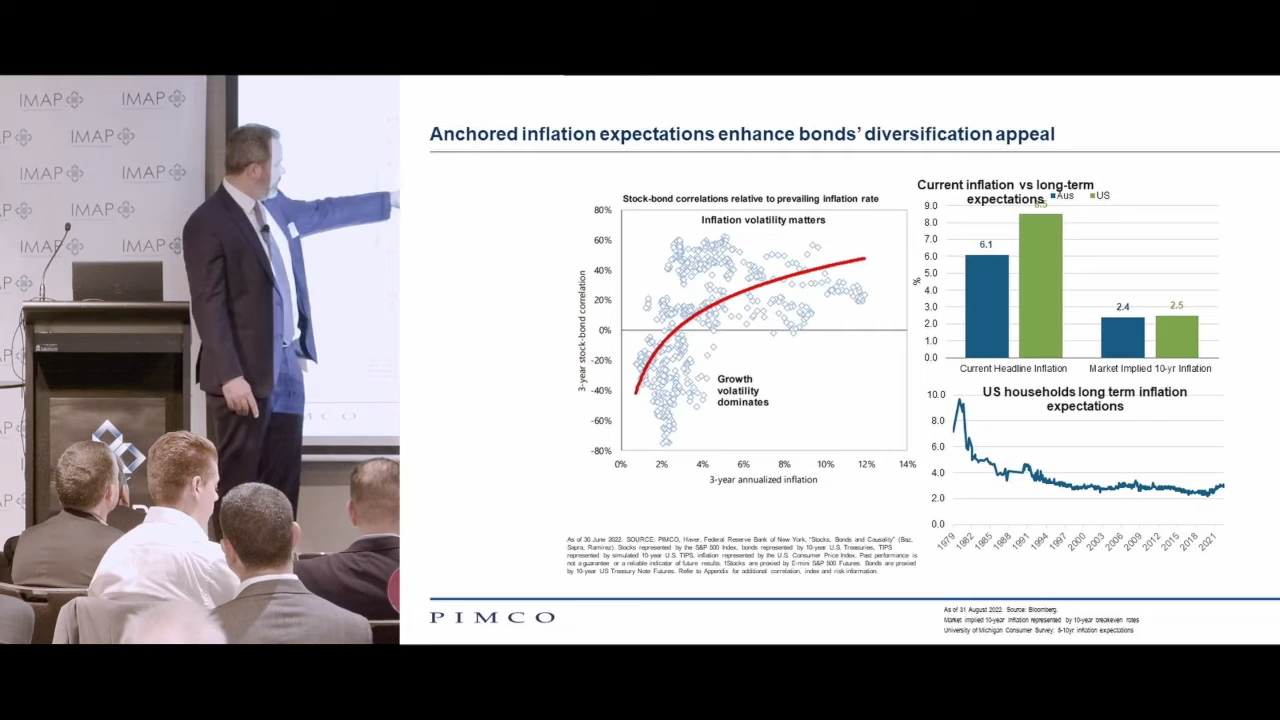 IMAP
IMAP
IMAP
IMAP
IMAP
IMAP
IMAP
IMAP
Anchored inflation expectations enhance bonds' diversification appeal
Stock-bond correlations relative to prevailing inflation rate
Inflation volatility matters
80%
60%
40%
20%
0%
-20%
-40%
-60%
-80%
3-year stock-bond correlation
Growth
volatility
dominates
0% 2% 4% 6% 8% 10% 12% 14%
3-year annualized inflation
Current inflation vs long-term
expectations
Aus US
9.0
8.0
7.0
6.0
5.0
4.0
3.0
2.0
1.0
0.0
%
6.1
8.5
2.4
2.5
Current Headline Inflation Market Implied 10-yr Inflation
US households long term inflation
expectations
10.0
8.0
6.0
4.0
2.0
0.0
1979 1982 1985 1988 1991 1994 1997 2000 2003 2006 2009 2012 2015 2018 2021
As of 30 June 2022. SOURCE: PIMCO, Haver, Federal Reserve Bank of New York, "Stocks, Bonds and Causality" (Baz,
Sapra, Ramirez). Stocks represented by the S&P 500 Index, bonds represented by 10-year U.S. Treasuries, TIPS
represented by simulated 10-year U.S. TIPS, inflation represented by the U.S. Consumer Price Index. Past performance is
not a guarantee or a reliable indicator of future results. 1Stocks are proxied by E-mini S&P 500 Futures. Bonds are proxied
by 10-year US Treasury Note Futures. Refer to Appendix for additional correlation, index and risk information.
PIMCO
As of 31 August 2022. Source: Bloomberg.
Market implied 10-year Inflation represented by 10-year breakeven rates
University of Michigan Consumer Survey: 5-10yr inflation expectations